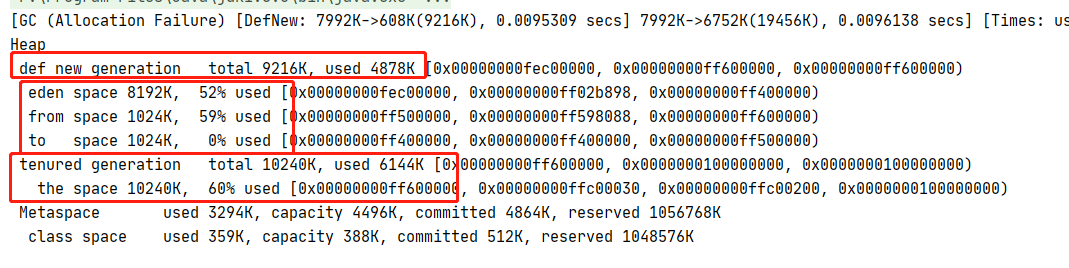 [GC (Allocation Failure) [DefNew: 7992K->608K(9216K), 0.0095309 secs] 7992K->6752K(19456K), 0.0096138 secs] [Times: us
Heap
def new generation   total 9216K, used 4878K [0x00000000fec00000, 0x00000000ff600000, 0x00000000ff600000)
eden space 8192K,  52% used [0x00000000fec00000, 0x00000000ff02b898, 0x00000000ff400000)
from space 1024K,  59% used [0x00000000ff500000, 0x00000000ff598088, 0x00000000ff600000)
to   space 1024K,   0% used [0x00000000ff400000, 0x00000000ff400000, 0x00000000ff500000)
tenured generation   total 10240K, used 6144K [0x00000000ff600000, 0x0000000100000000, 0x0000000100000000)
the space 10240K,  60% used [0x00000000ff600000, 0x00000000ffc00030, 0x00000000ffc00200, 0x0000000100000000)
Metaspace       used 3294K, capacity 4496K, committed 4864K, reserved 1056768K
class space    used 359K, capacity 388K, committed 512K, reserved 1048576K